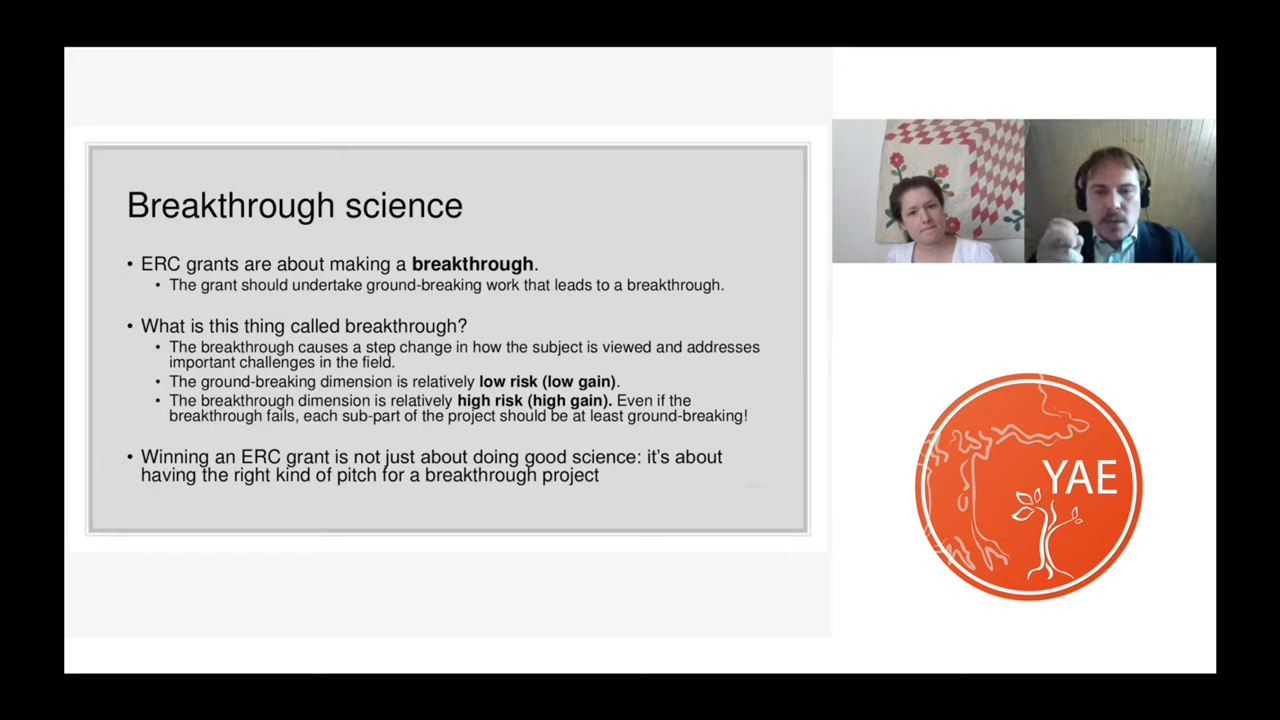 Breakthrough science
• ERC grants are about making a breakthrough.
• The grant should undertake ground-breaking work that leads to a breakthrough.
• What is this thing called breakthrough?
• The breakthrough causes a step change in how the subject is viewed and addresses
important challenges in the field.
• The ground-breaking dimension is relatively low risk (low gain).
• The breakthrough dimension is relatively high risk (high gain). Even if the
breakthrough fails, each sub-part of the project should be at least ground-breaking!
• Winning an ERC grant is not just about doing good science: it's about
having the right kind of pitch for a breakthrough project
YAE